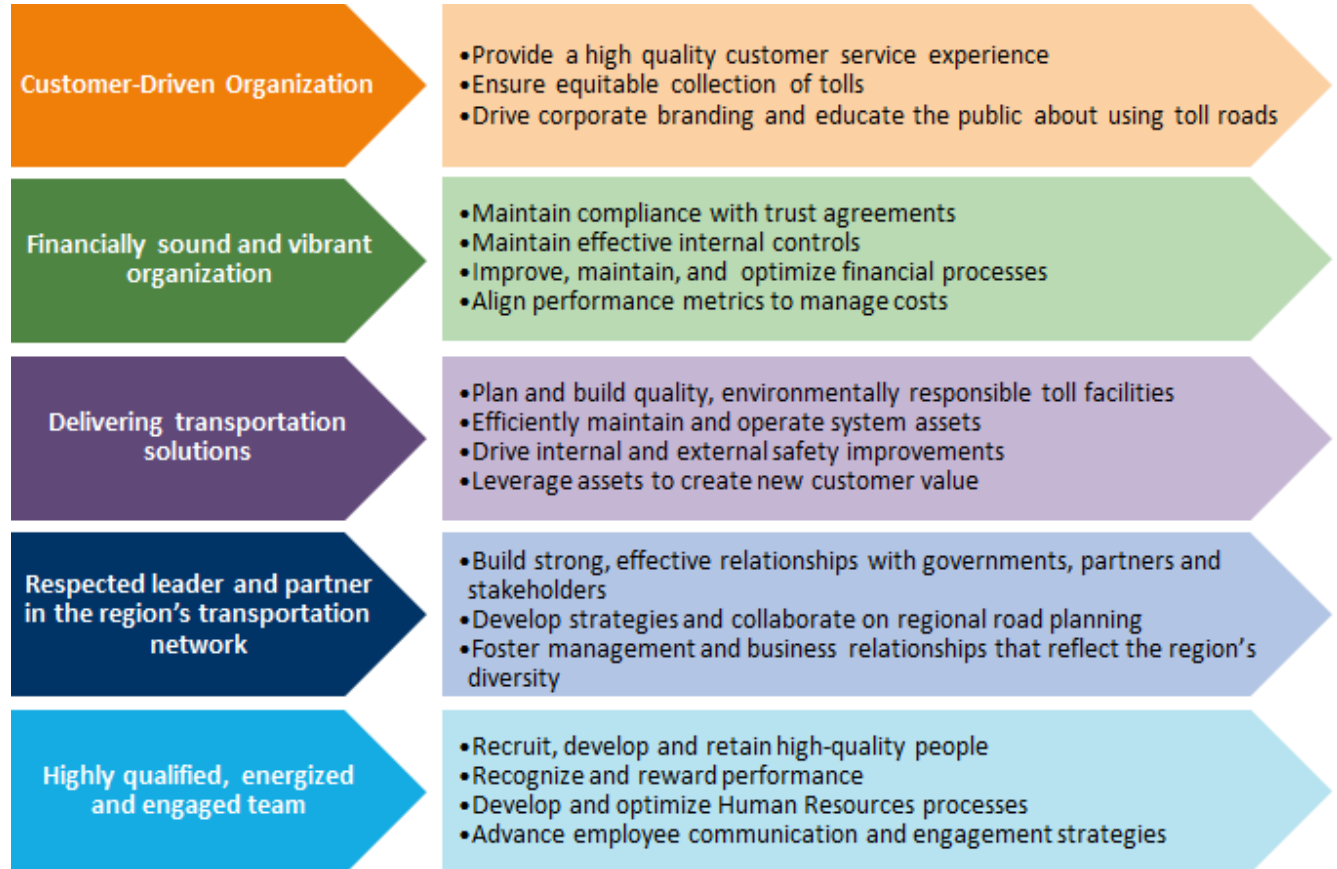 Customer-Driven Organization
•Provide a high quality customer service experience
•Ensure equitable collection of tolls
•Drive corporate branding and educate the public about using toll roads
Financially sound and vibrant
organization
•Maintain compliance with trust agreements
•Maintain effective internal controls
•Improve, maintain, and optimize financial processes
•Align performance metrics to manage costs
Delivering transportation
solutions
•Plan and build quality, environmentally responsible toll facilities
•Efficiently maintain and operate system assets
•Drive internal and external safety improvements
•Leverage assets to create new customer value
Respected leader and partner
in the region's transportation
network
•Build strong, effective relationships with governments, partners and
stakeholders
•Develop strategies and collaborate on regional road planning
•Foster management and business relationships that reflect the region's
diversity
Highly qualified, energized
and engaged team
•Recruit, develop and retain high-quality people
•Recognize and reward performance
•Develop and optimize Human Resources processes
•Advance employee communication and engagement strategies